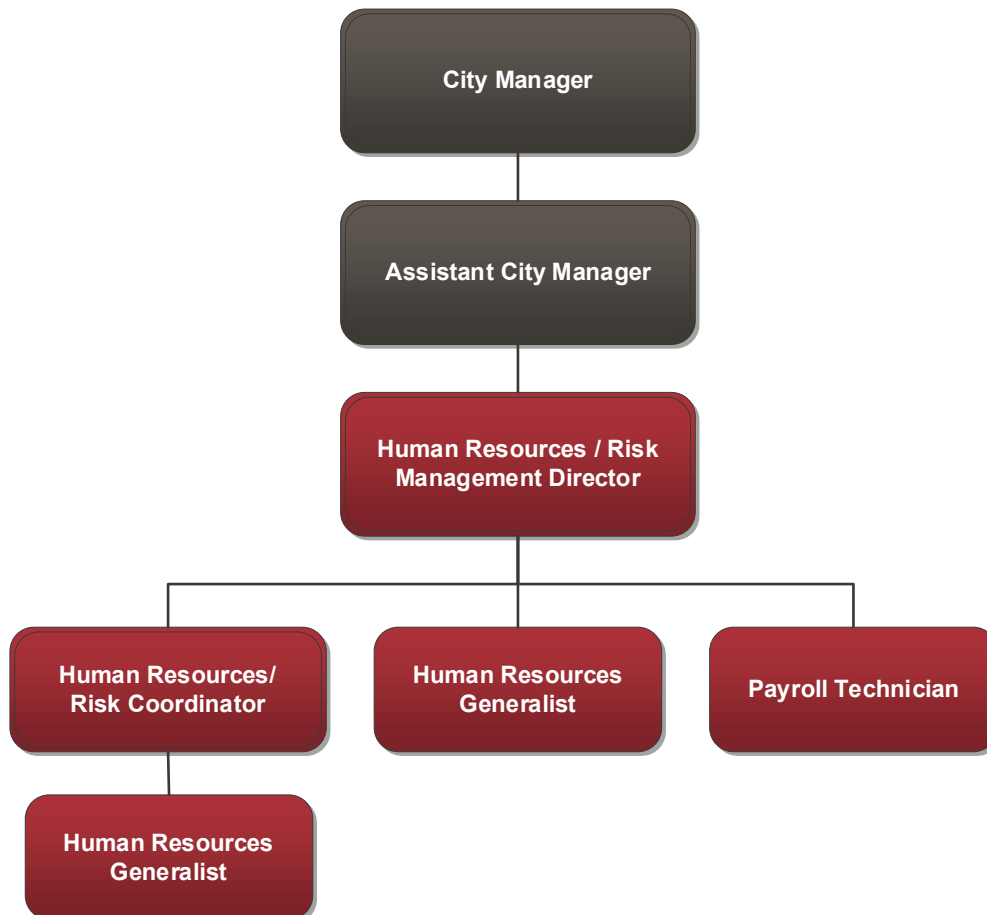 City Manager
Assistant City Manager
Human Resources / Risk
Management Director
Human Resources/
Risk Coordinator
Human Resources
Generalist
Payroll Technician
Human Resources
Generalist